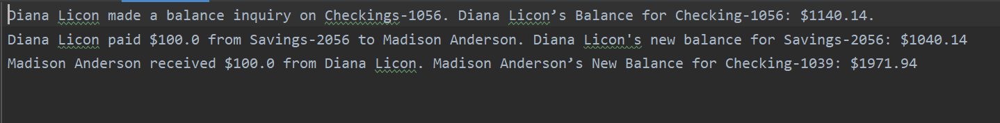 Diana Licon made a balance inquiry on Checkings-1056. Diana Licon’s Balance for Checking-1056: $1140.14.
Diana Licon paid $100.0 from Savings-2056 to Madison Anderson. Diana Licon's new balance for Savings-2056: $1040.14
Madison Anderson received $100.0 from Diana Licon. Madison Anderson’s New Balance for Checking-1039: $1971.94